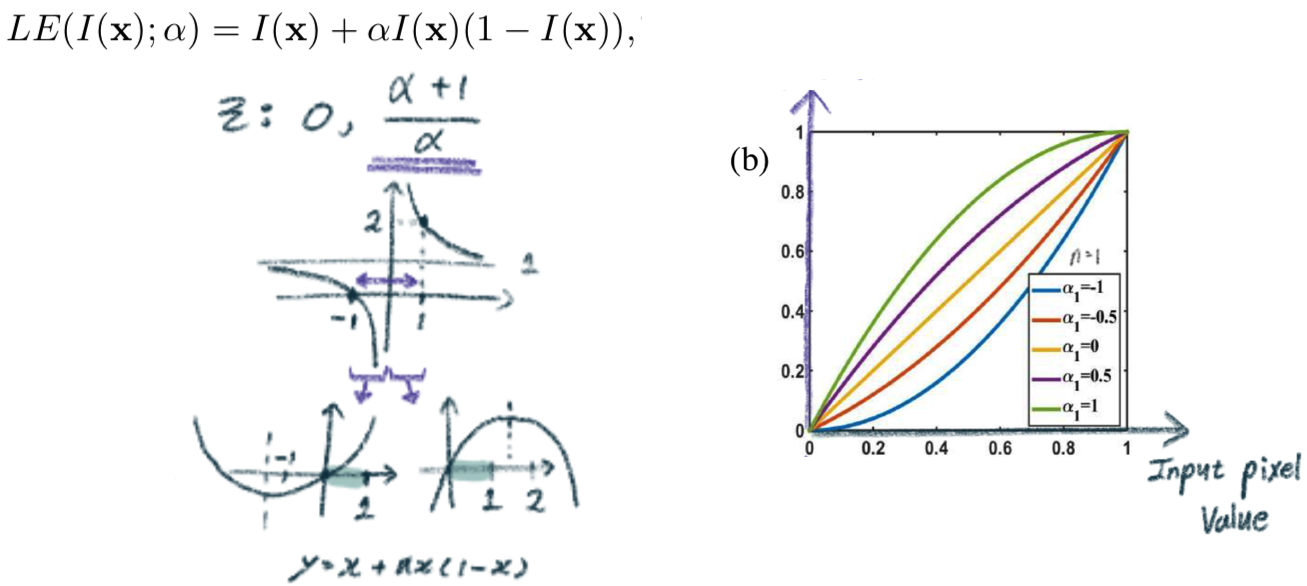 LE(I(x); α) = I(x) + αI(x)(1 − I(x)),
Z: 0, (α + 1)/α
2
1
-1
1
-1
1
1
2
y = x + αx(1-x)
(b)
1
0.8
0.6
0.4
0.2
0
0
0.2
0.4
0.6
0.8
1
n=1
α₁=-1
α₁=-0.5
α₁=0
α₁=0.5
α₁=1
Input pixel
Value